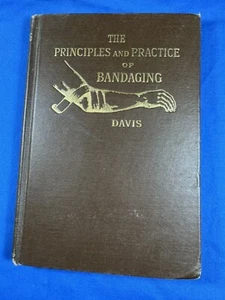 THE
PRINCIPLES AND PRACTICE
OF
BANDAGING
DAVIS